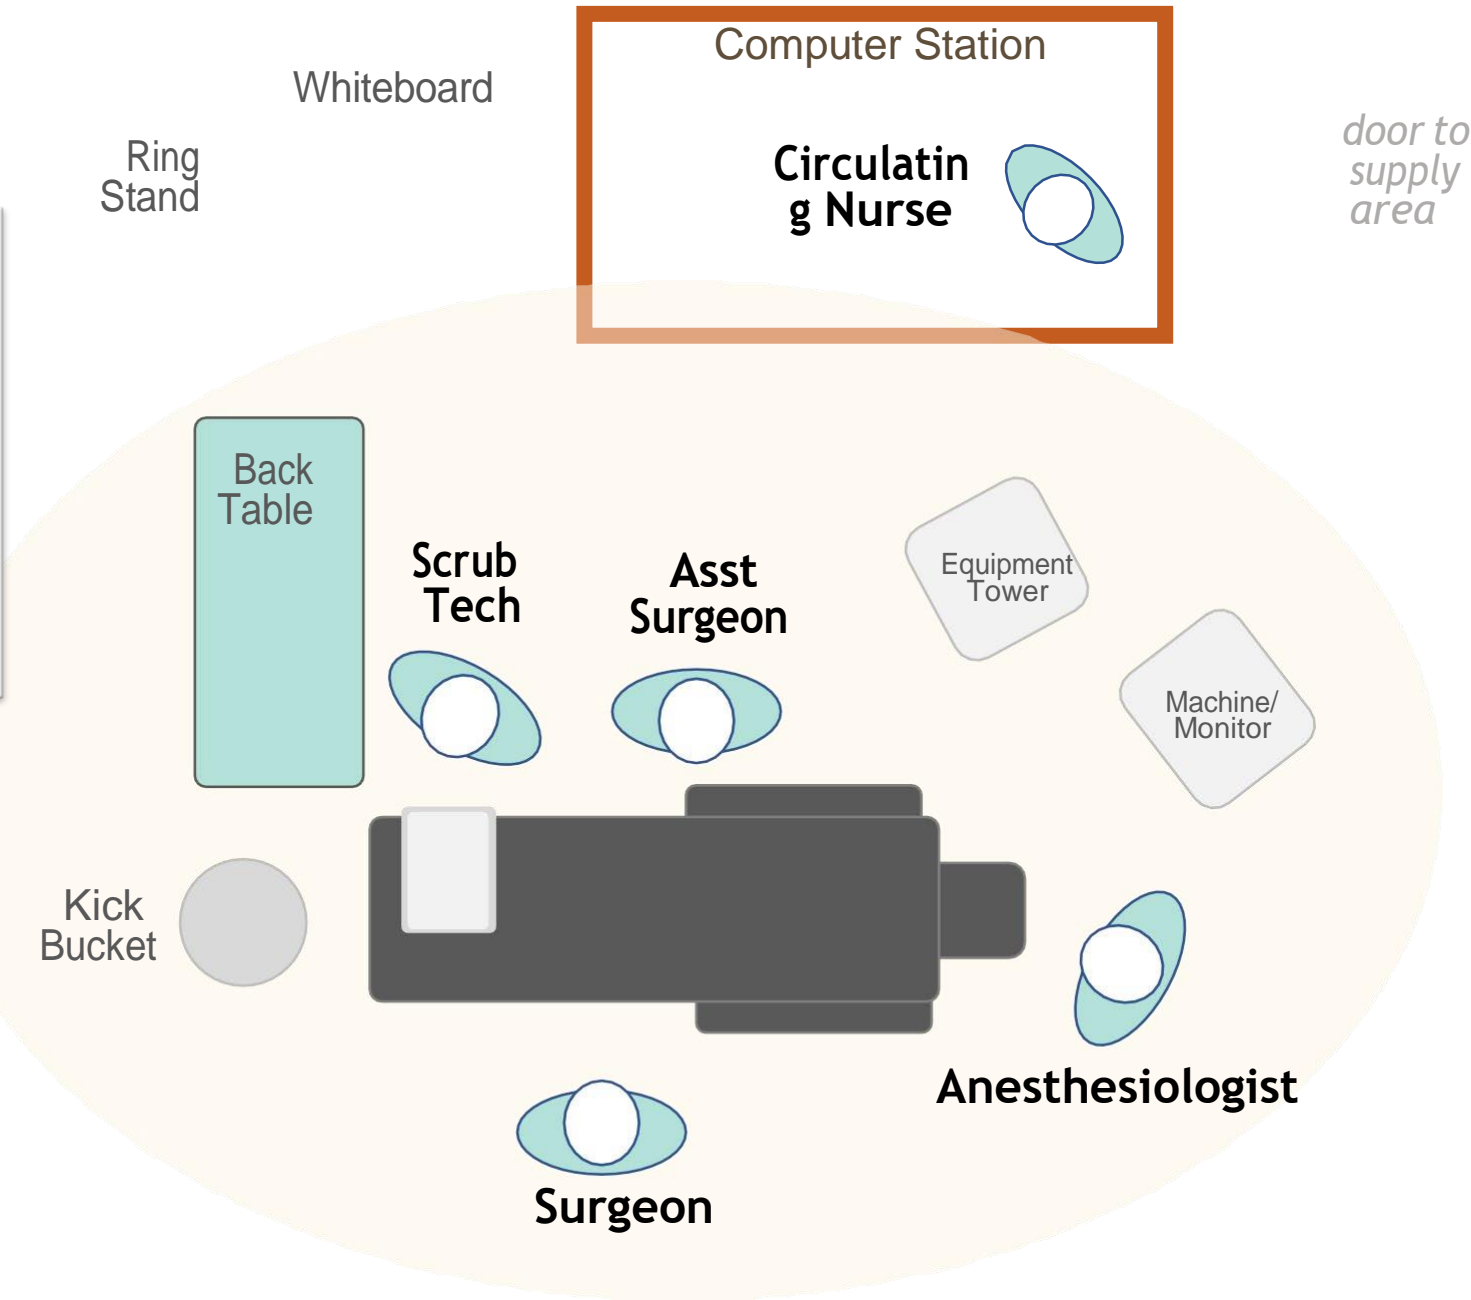 Computer Station
Whiteboard
Ring
Stand
door to
supply
area
Circulatin
g Nurse
Back
Table
Scrub
Tech
Asst
Surgeon
Equipment
Tower
Machine/
Monitor
Kick
Bucket
Anesthesiologist
Surgeon